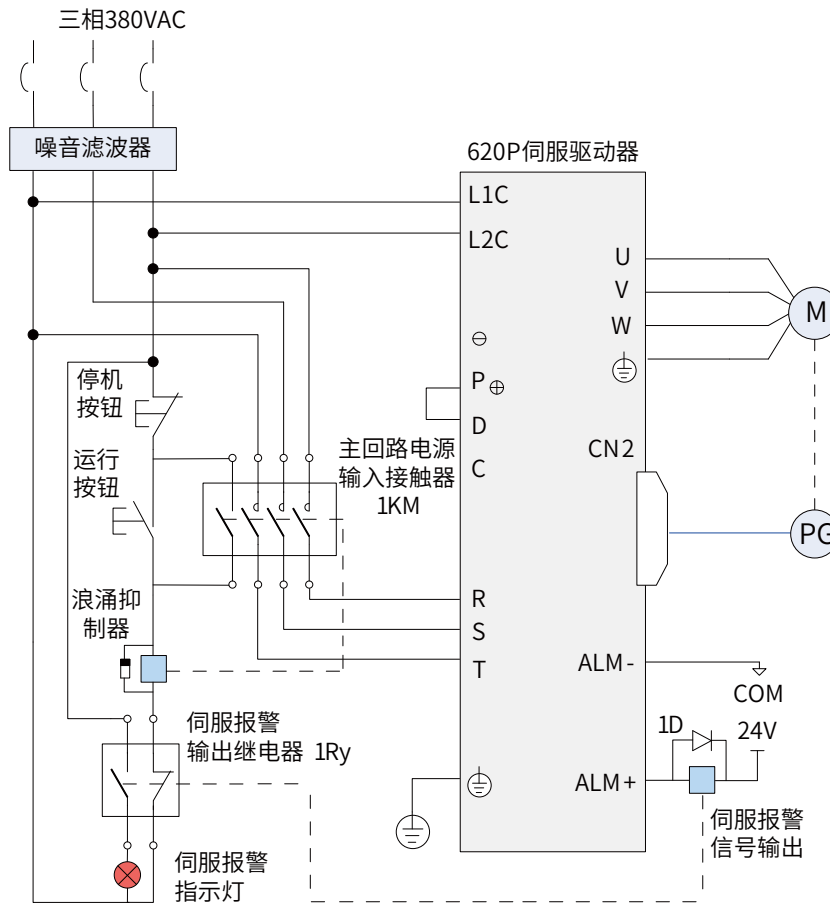 三相380VAC
噪音滤波器
620P伺服驱动器
L1C
L2C
U
V
W
M
P
D
C
CN2
停机
按钮
运行
按钮
主回路电源
输入接触器
1KM
PG
浪涌抑
制器
R
S
T
ALM-
COM
24V
1D
ALM+
伺服报警
输出继电器 1Ry
伺服报警
信号输出
伺服报警
指示灯